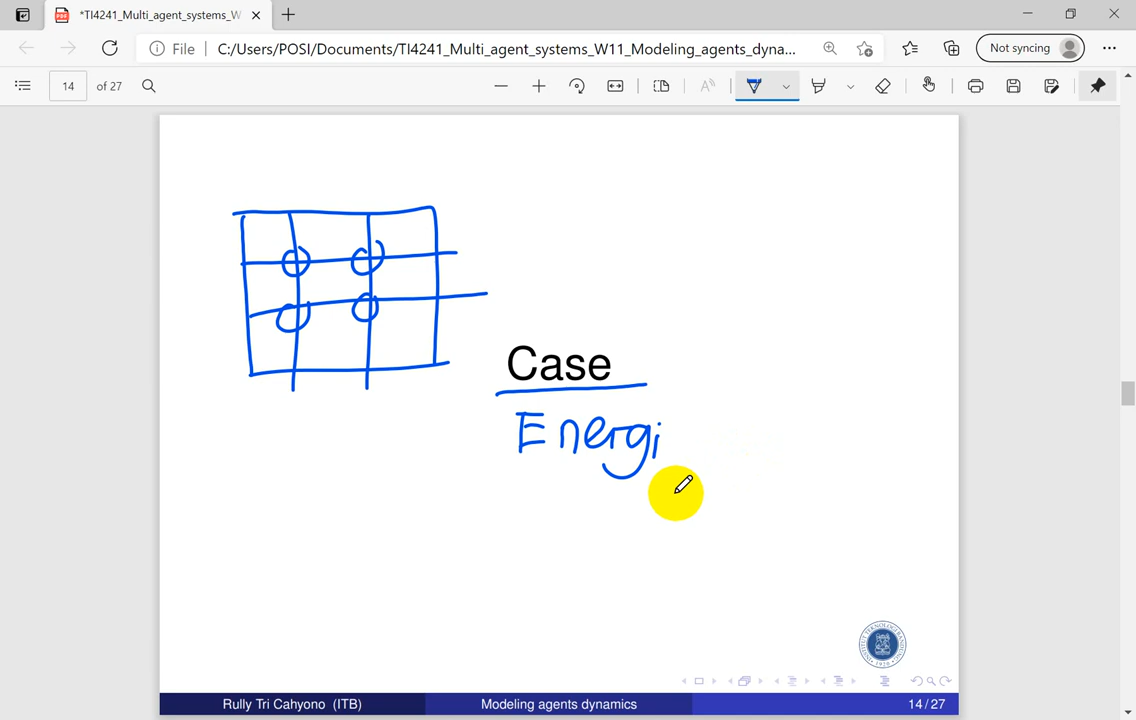 *TI4241_Multi_agent_systems_W
File
C:/Users/POSI/Documents/TI4241_Multi_agent_systems_W11_Modeling_agents_dyna...
Not syncing
14
of 27
Case
Energi
Rully Tri Cahyono (ITB)
Modeling agents dynamics
14 / 27